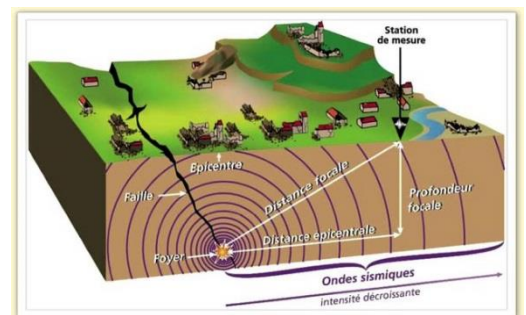 Station
de mesure
Epicentre
Faille
Distance focale
Profondeur
focale
Distance epicentrale
Foyer
Ondes sismiques
intensité décroissante